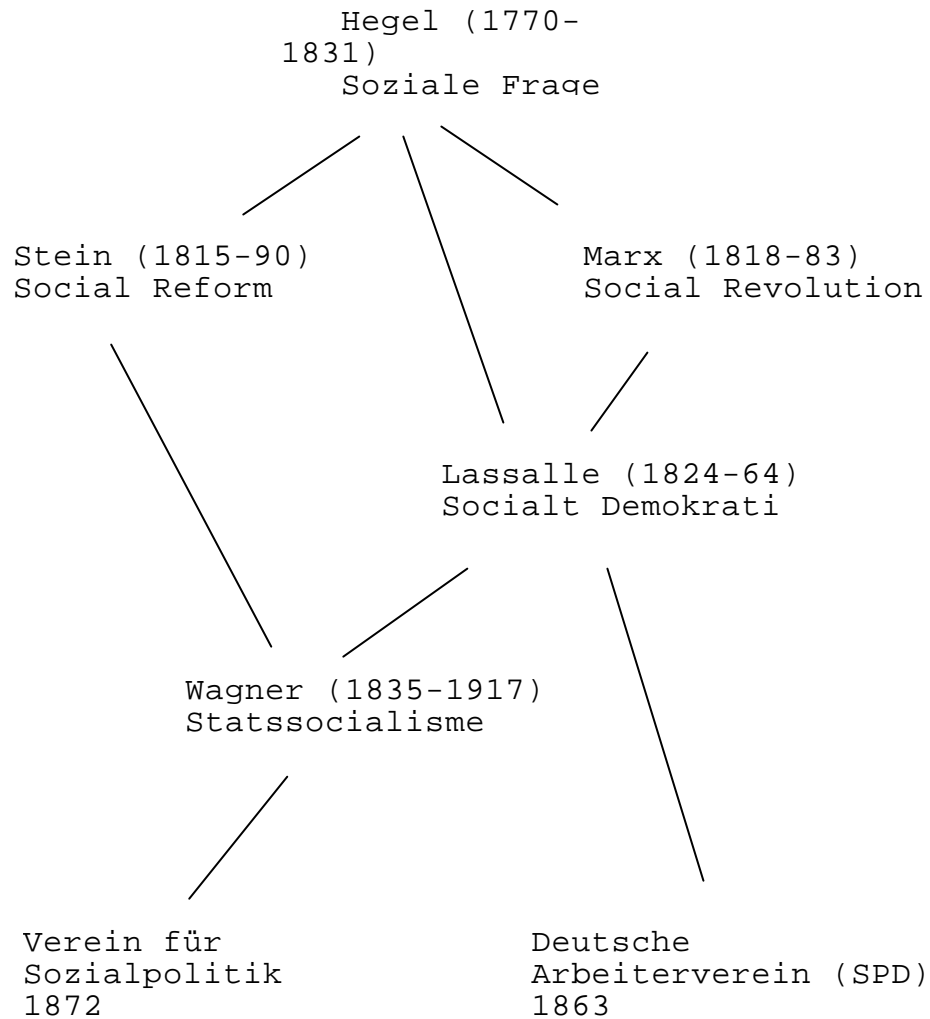 Hegel (1770-
1831)
Soziale Frage
Stein (1815-90)
Social Reform
Marx (1818-83)
Social Revolution
Lassalle (1824-64)
Socialt Demokrati
Wagner (1835-1917)
Statssocialisme
Verein für
Sozialpolitik
1872
Deutsche
Arbeiterverein (SPD)
1863